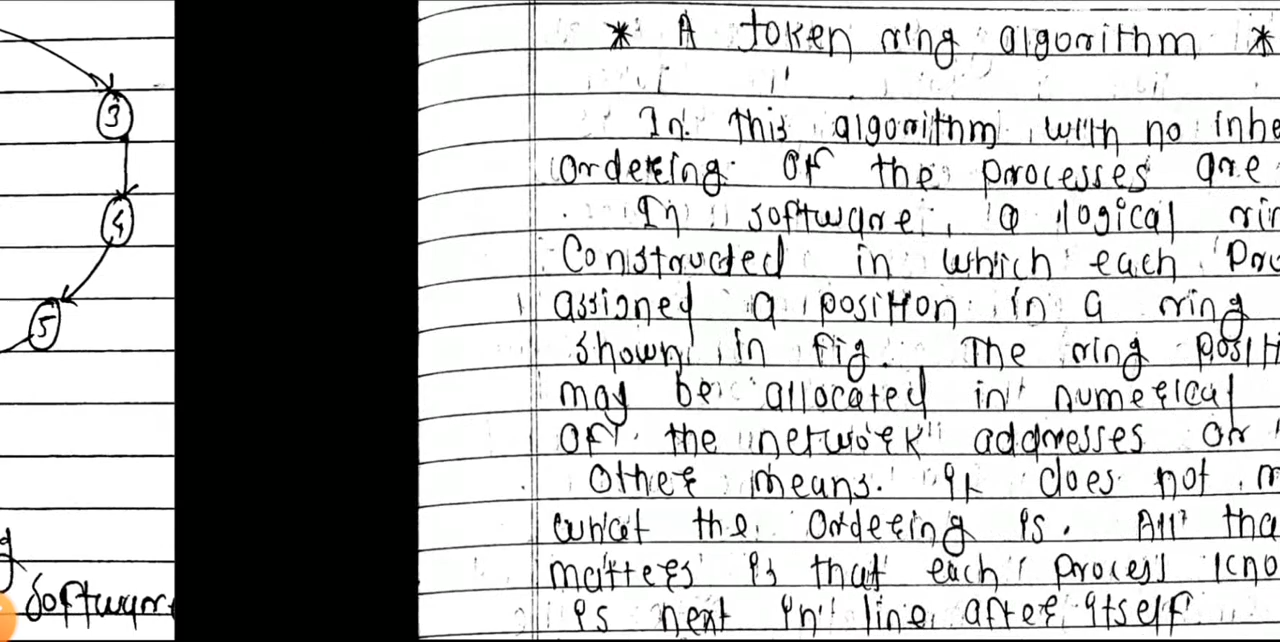 3
4
5
g
Software
* A token ring algorithm *
In this algorithm with no inhe
ordering of the processes are
In software, a logical rin
Constructed in which each Pro
assigned a position in a ring
shown in fig. The ring posit
may be allocated in numerical
of the network addresses or
other means. It does not m
what the ordering is. All tha
matters is that each process kno
is next in line after itself